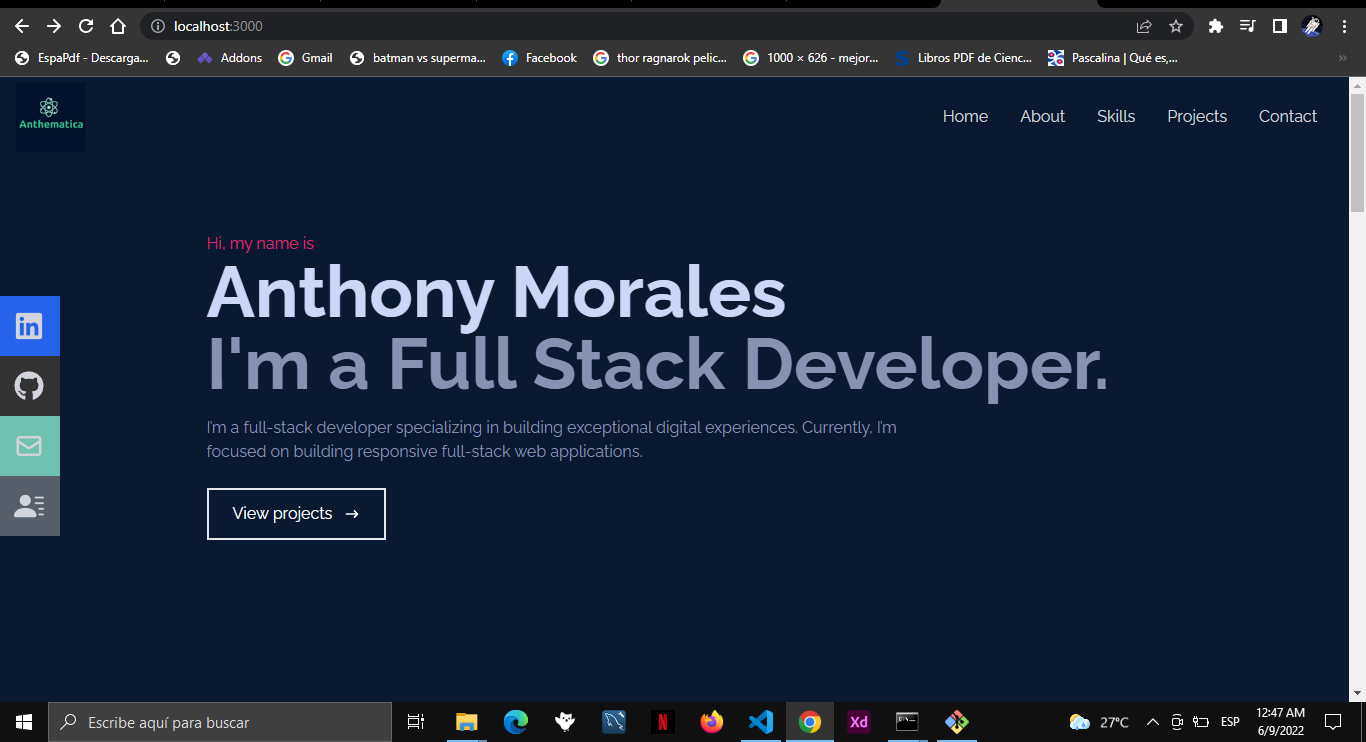 localhost:3000
EspaPdf - Descarga...
Addons
Gmail
batman vs superma...
Facebook
thor ragnarok pelic...
1000 × 626 - mejor...
Libros PDF de Cienc...
Pascalina | Qué es,...
»
Anthematica
Home
About
Skills
Projects
Contact
Hi, my name is
Anthony Morales
I'm a Full Stack Developer.
I'm a full-stack developer specializing in building exceptional digital experiences. Currently, I'm
focused on building responsive full-stack web applications.
View projects →
Escribe aquí para buscar
N
Xd
27°C
ESP
12:47 AM
6/9/2022